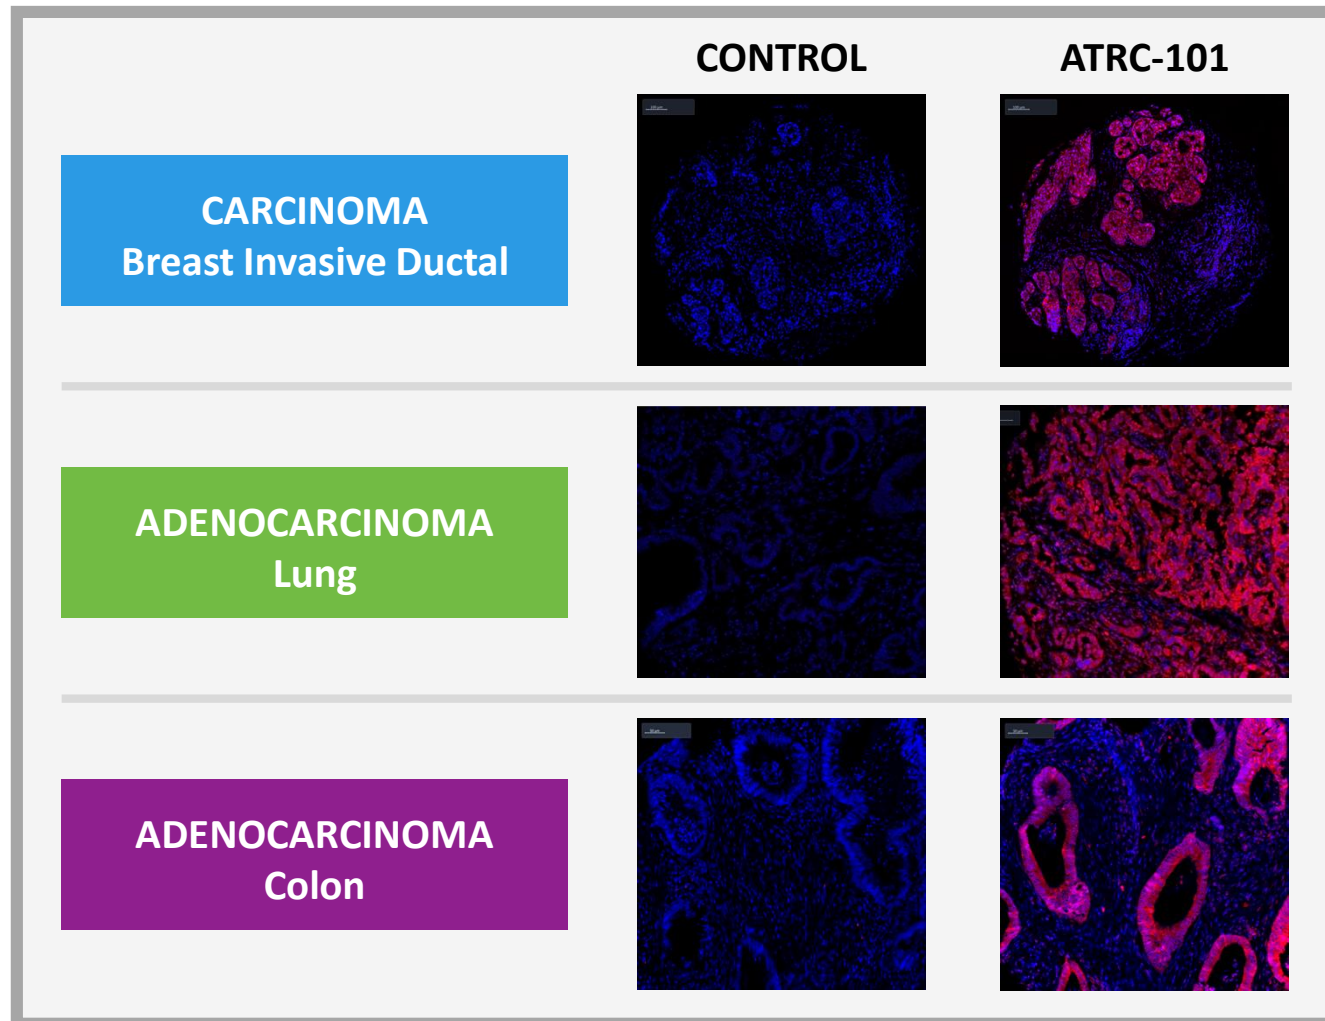 CONTROL
ATRC-101
CARCINOMA
Breast Invasive Ductal
ADENOCARCINOMA
Lung
ADENOCARCINOMA
Colon